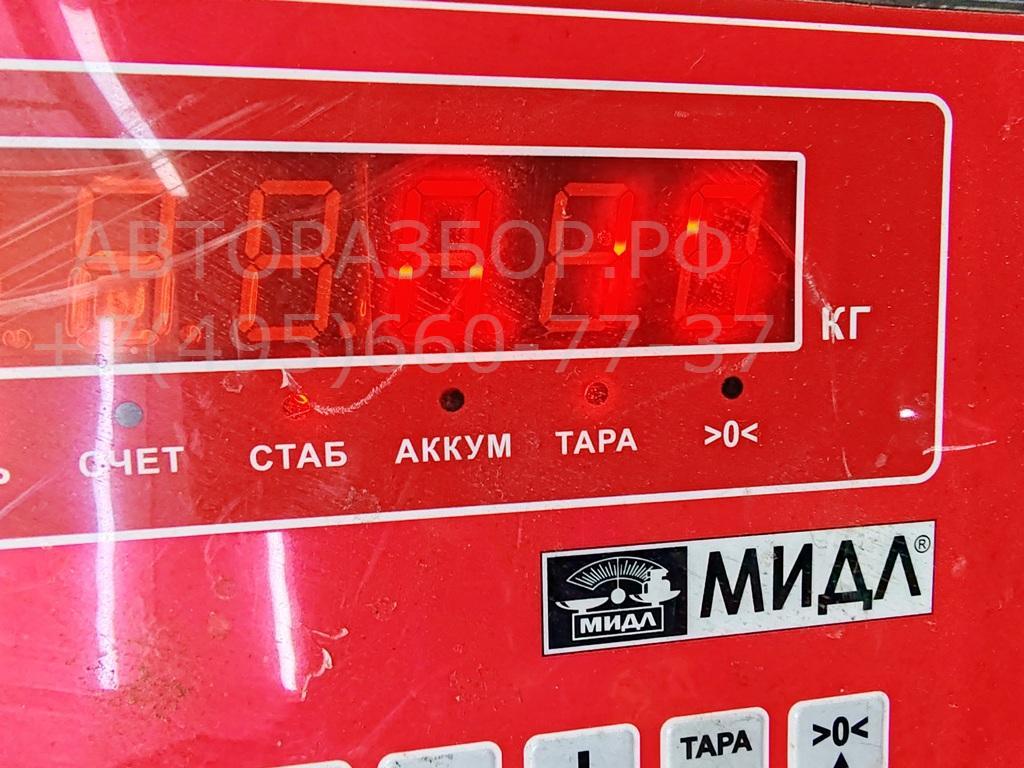 АВТОРАЗБОР.РФ
+7(495)660-77-37
КГ
СЧЕТ СТАБ АККУМ ТАРА >0<
МИДЛ МИДЛ®
ТАРА >0<